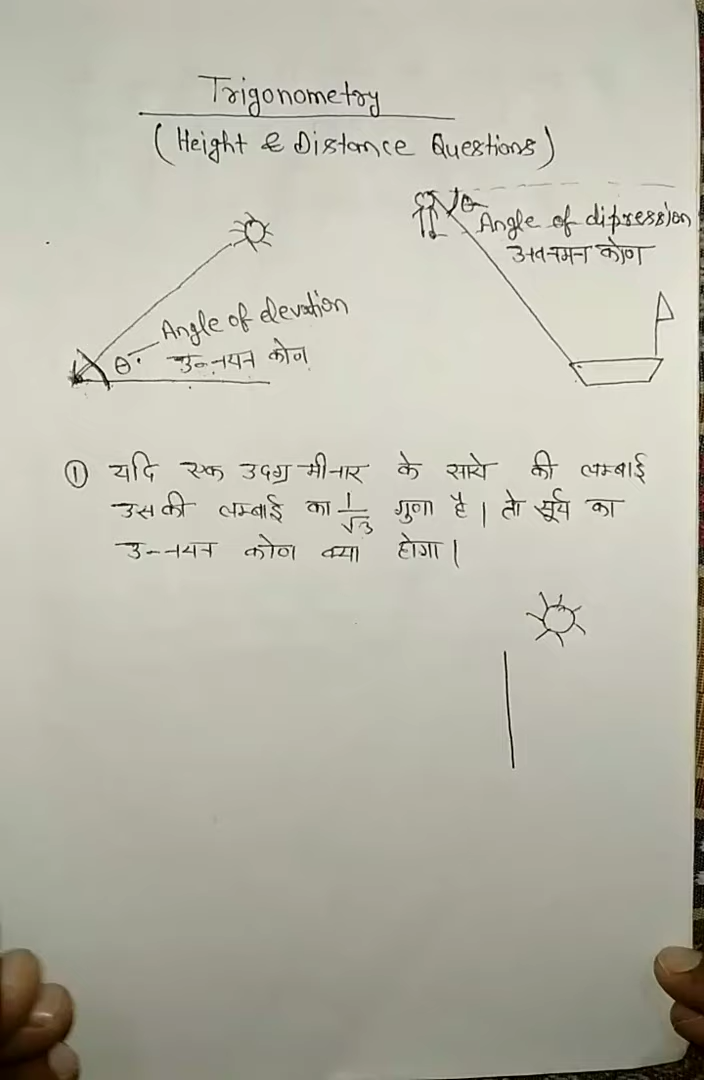 Trigonometry
(Height & Distance Questions)
θ
Angle of dipression
अवनमन कोण
Angle of elevation
θ
उन्नयन कोण
① यदि एक उदग्र मीनार के साये की लम्बाई
उसकी लम्बाई का 1/√3 गुणा है। तो सूर्य का
उन्नयन कोण क्या होगा।